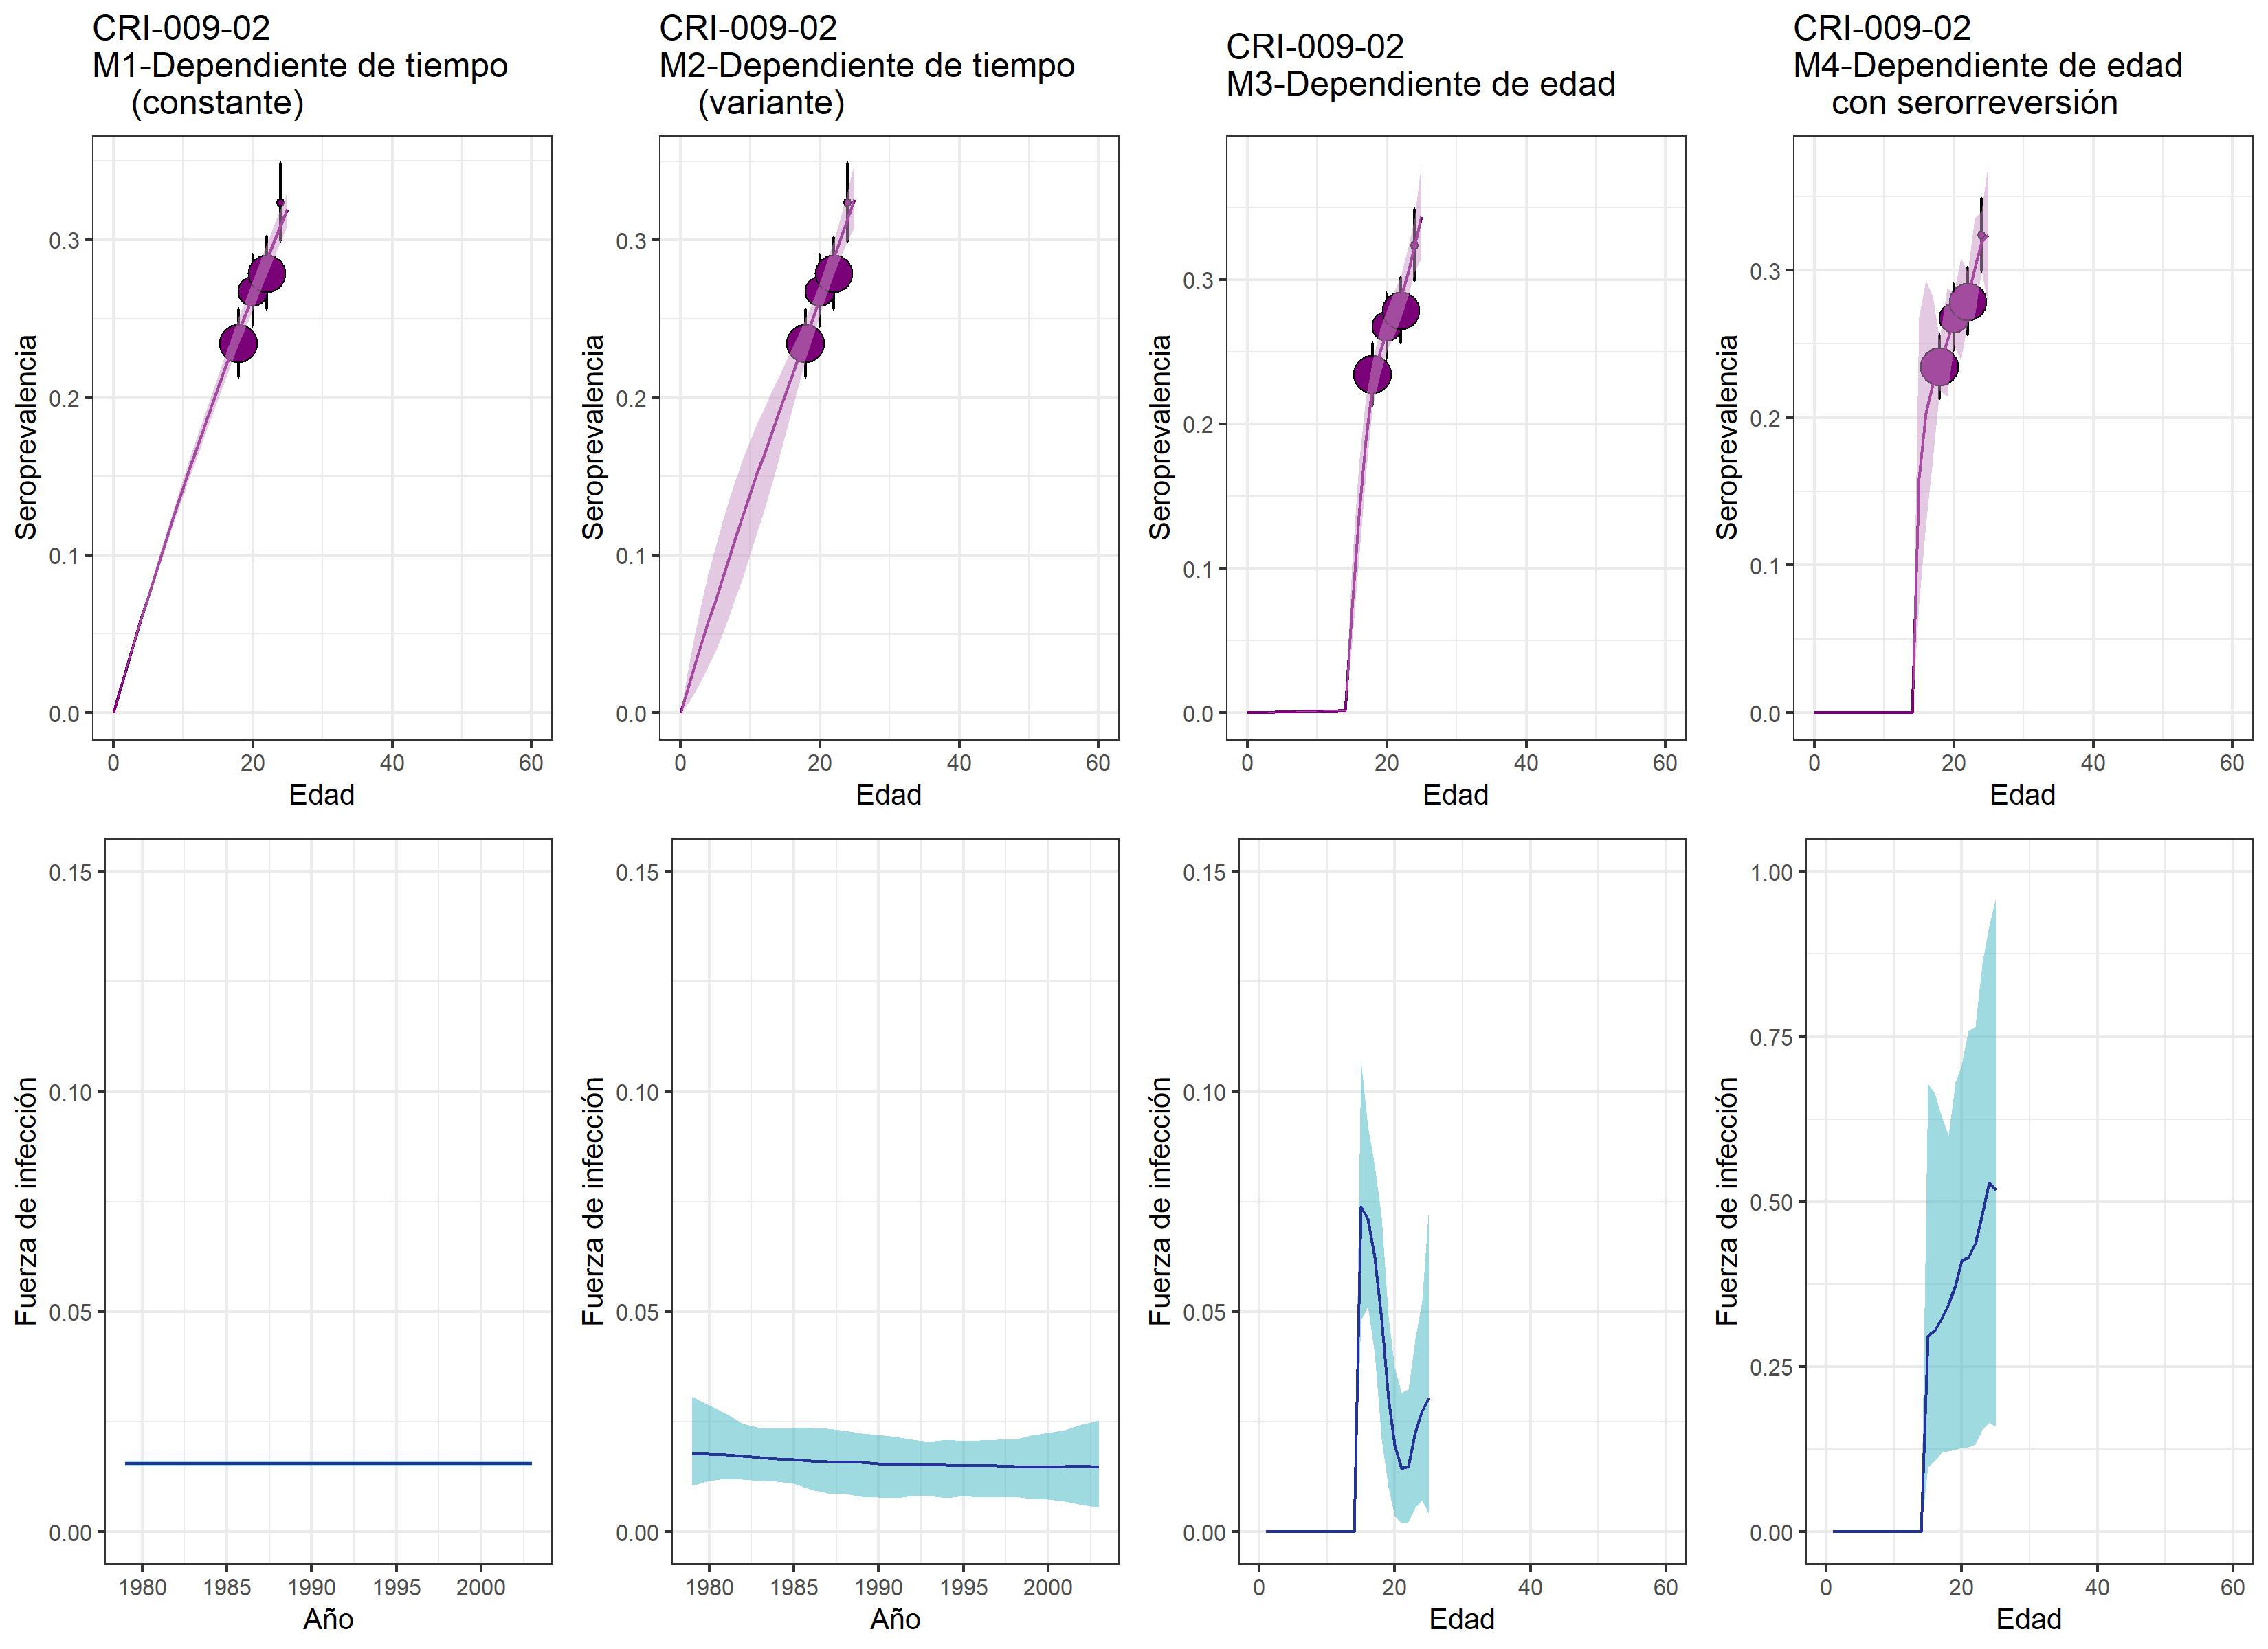 CRI-009-02
M1-Dependiente de tiempo
(constante)
CRI-009-02
M2-Dependiente de tiempo
(variante)
CRI-009-02
M3-Dependiente de edad
CRI-009-02
M4-Dependiente de edad
con serorreversión
Seroprevalencia
0.3
0.2
0.1
0.0
0 20 40 60
Edad
Seroprevalencia
0.3
0.2
0.1
0.0
0 20 40 60
Edad
Seroprevalencia
0.3
0.2
0.1
0.0
0 20 40 60
Edad
Seroprevalencia
0.3
0.2
0.1
0.0
0 20 40 60
Edad
Fuerza de infección
0.15
0.10
0.05
0.00
1980 1985 1990 1995 2000
Año
Fuerza de infección
0.15
0.10
0.05
0.00
1980 1985 1990 1995 2000
Año
Fuerza de infección
0.15
0.10
0.05
0.00
0 20 40 60
Edad
Fuerza de infección
1.00
0.75
0.50
0.25
0.00
0 20 40 60
Edad